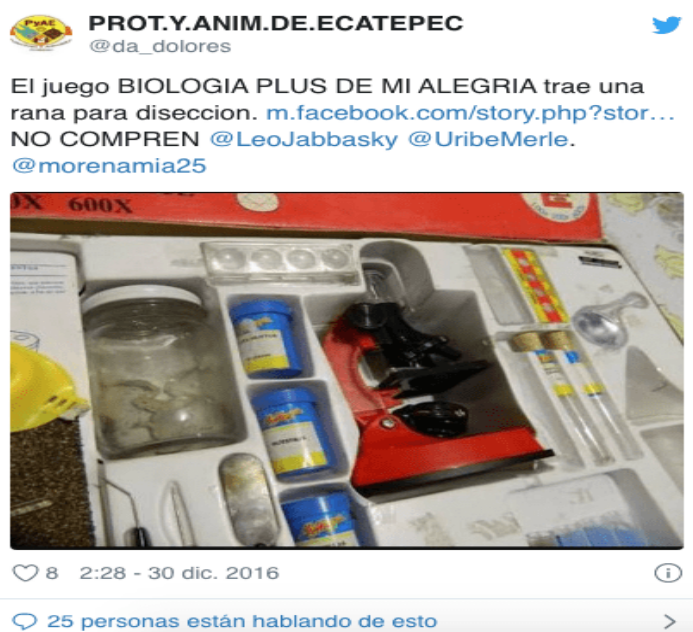 PROT.Y.ANIM.DE.ECATEPEC
@da_dolores
El juego BIOLOGIA PLUS DE MI ALEGRIA trae una
rana para diseccion. m.facebook.com/story.php?stor...
NO COMPREN @LeoJabbasky @UribeMerle.
@morenamia25
X 600X
8 2:28 - 30 dic. 2016
25 personas están hablando de esto